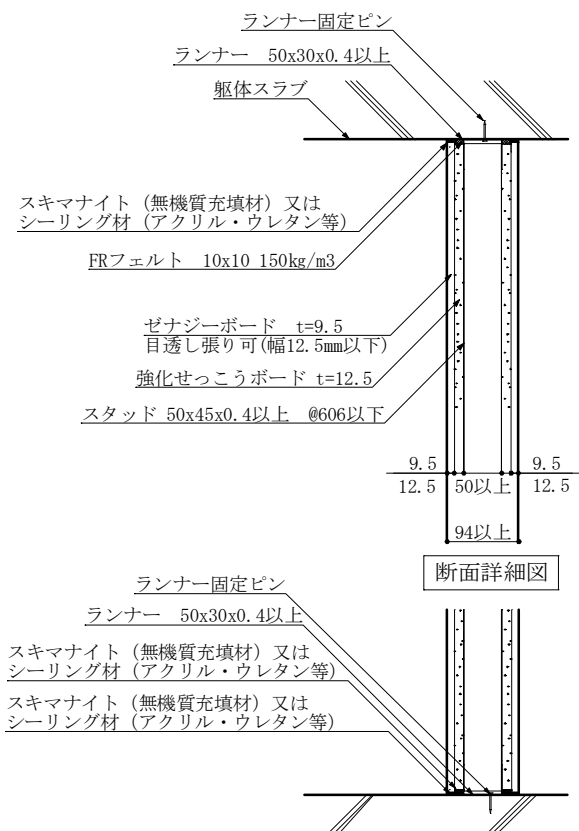 ランナー固定ピン
ランナー 50x30x0.4以上
躯体スラブ
スキマナイト（無機質充填材）又は
シーリング材（アクリル・ウレタン等）
FRフェルト 10x10 150kg/m3
ゼナジーボード t=9.5
目透し張り可(幅12.5mm以下)
強化せっこうボード t=12.5
スタッド 50x45x0.4以上 @606以下
9.5 9.5
12.5 50以上 12.5
94以上
断面詳細図
ランナー固定ピン
ランナー 50x30x0.4以上
スキマナイト（無機質充填材）又は
シーリング材（アクリル・ウレタン等）
スキマナイト（無機質充填材）又は
シーリング材（アクリル・ウレタン等）